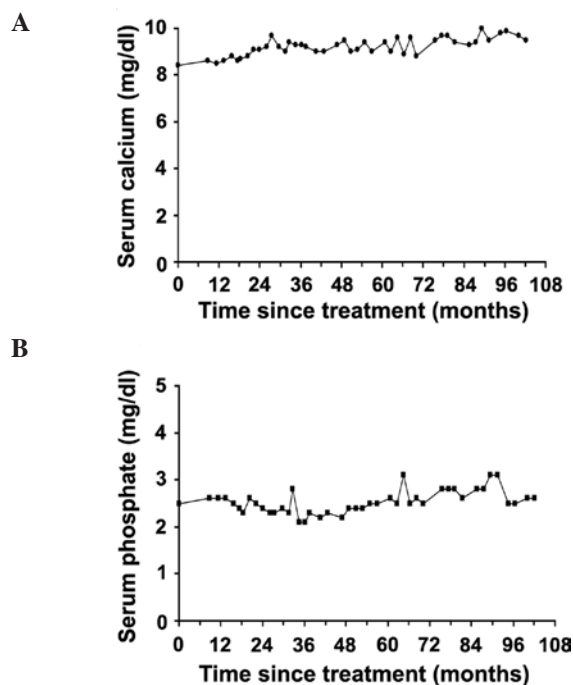 A
Serum calcium (mg/dl)
10
8
6
4
2
0
0 12 24 36 48 60 72 84 96 108
Time since treatment (months)
B
Serum phosphate (mg/dl)
5
4
3
2
1
0
0 12 24 36 48 60 72 84 96 108
Time since treatment (months)